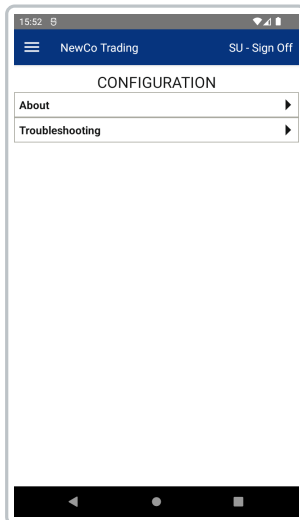 15:52
NewCo Trading SU - Sign Off
CONFIGURATION
About
Troubleshooting